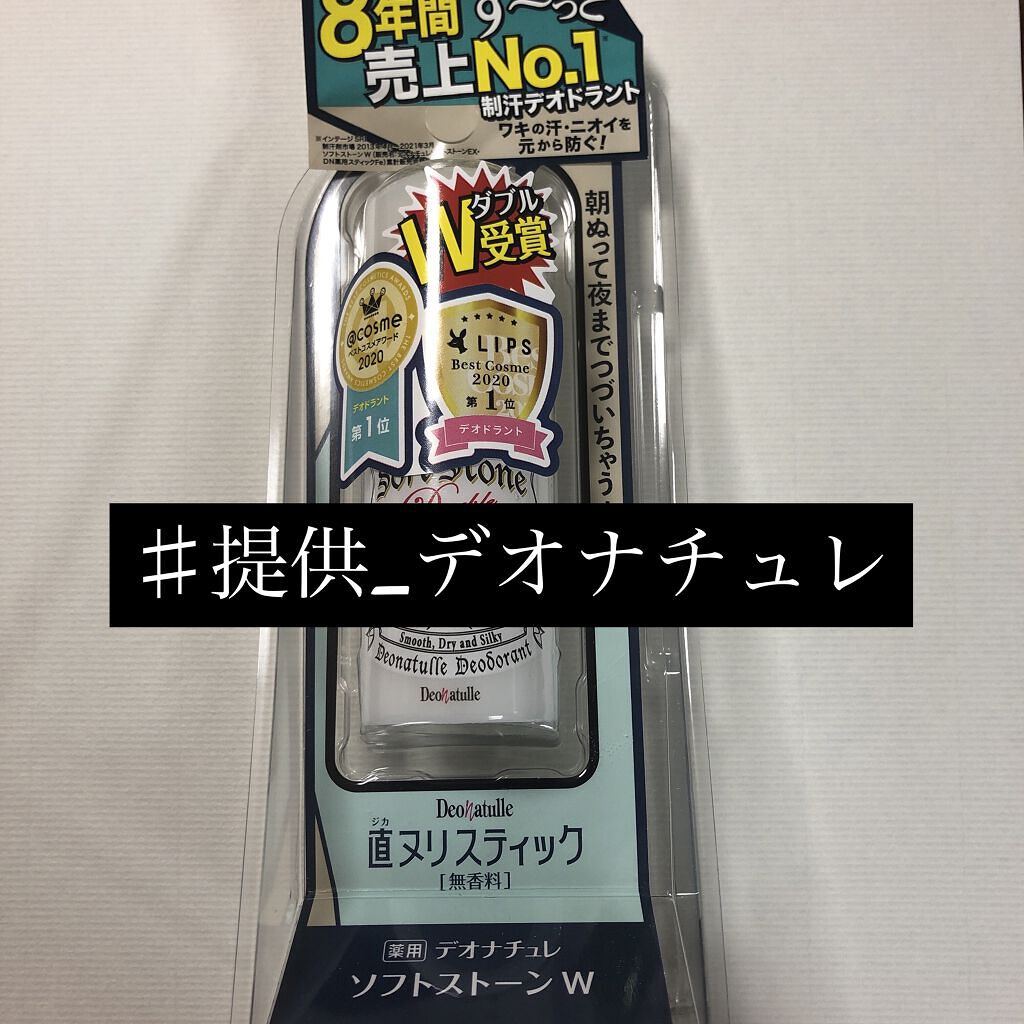 8年間す〜っと
売上No.1※
制汗デオドラント
ワキの汗・ニオイを
元から防ぐ!
ダブル
W受賞
朝ぬって夜までつづいちゃう
@cosme
ベストコスメアワード
2020
デオドラント
第1位
LIPS
Best Cosme
2020
第1位
デオドラント
Soft Stone
#提供_デオナチュレ
Smooth, Dry and Silky
Deonatulle Deodorant
Deonatulle
Deonatulle
ジカ
直ヌリスティック
[無香料]
薬用 デオナチュレ
ソフトストーンW